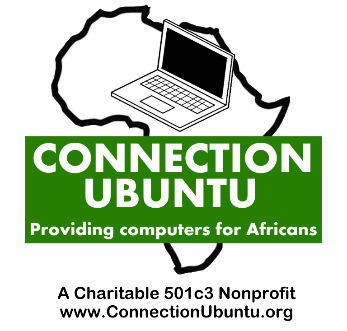 CONNECTION
UBUNTU
Providing computers for Africans
A Charitable 501c3 Nonprofit
www.ConnectionUbuntu.org